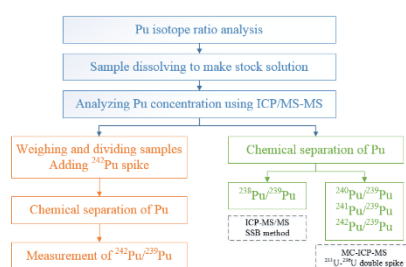 Pu isotope ratio analysis
Sample dissolving to make stock solution
Analyzing Pu concentration using ICP/MS-MS
Weighing and dividing samples
Adding ²⁴²Pu spike
Chemical separation of Pu
Measurement of ²⁴²Pu/²³⁹Pu
Chemical separation of Pu
²³⁸Pu/²³⁹Pu
ICP-MS/MS
SSB method
²⁴⁰Pu/²³⁹Pu
²⁴¹Pu/²³⁹Pu
²⁴²Pu/²³⁹Pu
MC-ICP-MS
²³³U-²³⁸U double spike